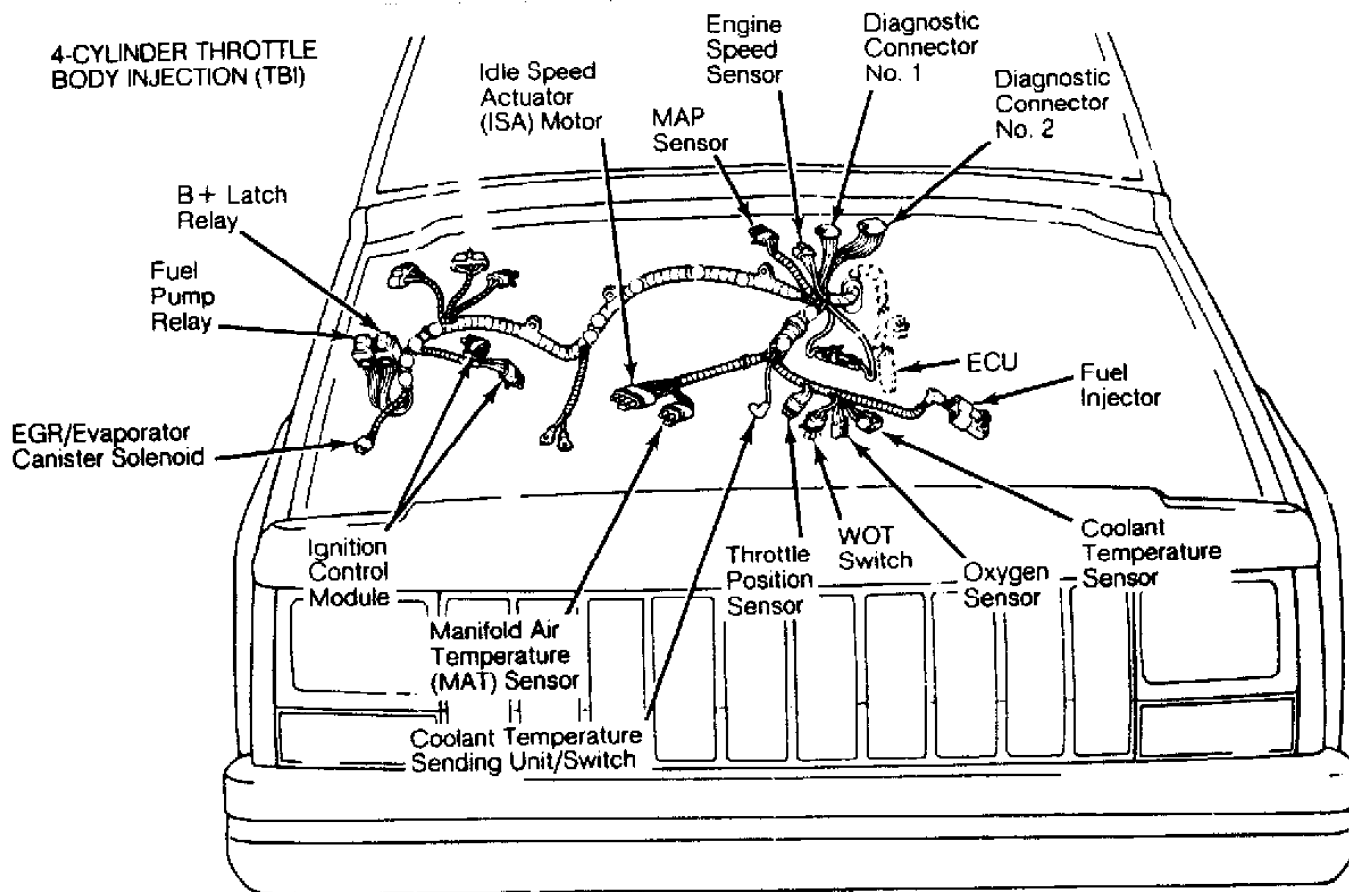 4-CYLINDER THROTTLE
BODY INJECTION (TBI)
Idle Speed
Actuator
(ISA) Motor
MAP
Sensor
Engine
Speed
Sensor
Diagnostic
Connector
No. 1
Diagnostic
Connector
No. 2
B+ Latch
Relay
Fuel
Pump
Relay
EGR/Evaporator
Canister Solenoid
ECU
Fuel
Injector
Ignition
Control
Module
Manifold Air
Temperature
(MAT) Sensor
Coolant Temperature
Sending Unit/Switch
Throttle
Position
Sensor
WOT
Switch
Oxygen
Sensor
Coolant
Temperature
Sensor